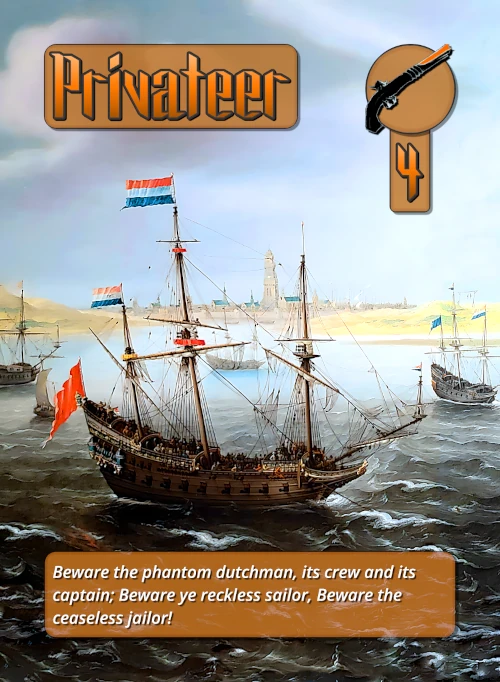 Privateer
4
Beware the phantom dutchman, its crew and its
captain; Beware ye reckless sailor, Beware the
ceaseless jailor!